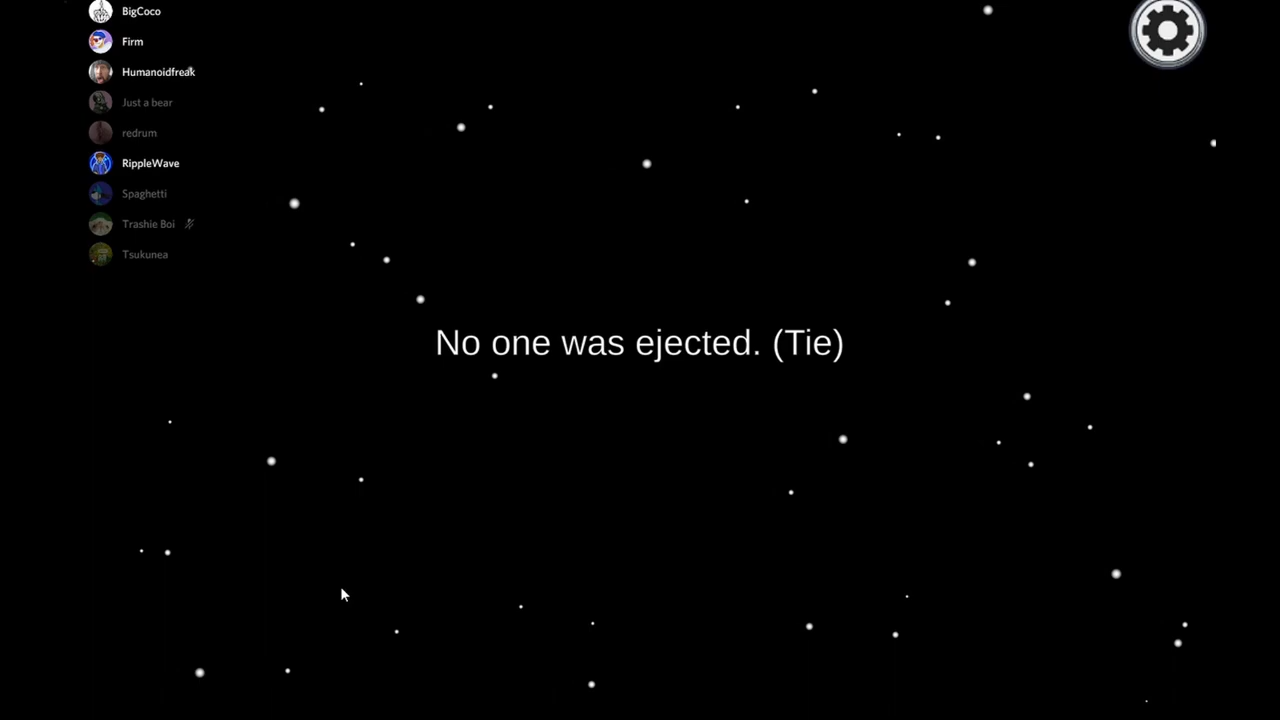 BigCoco
Firm
Humanoidfreak
Just a bear
redrum
RippleWave
Spaghetti
Trashie Boi
Tsukunea
No one was ejected. (Tie)